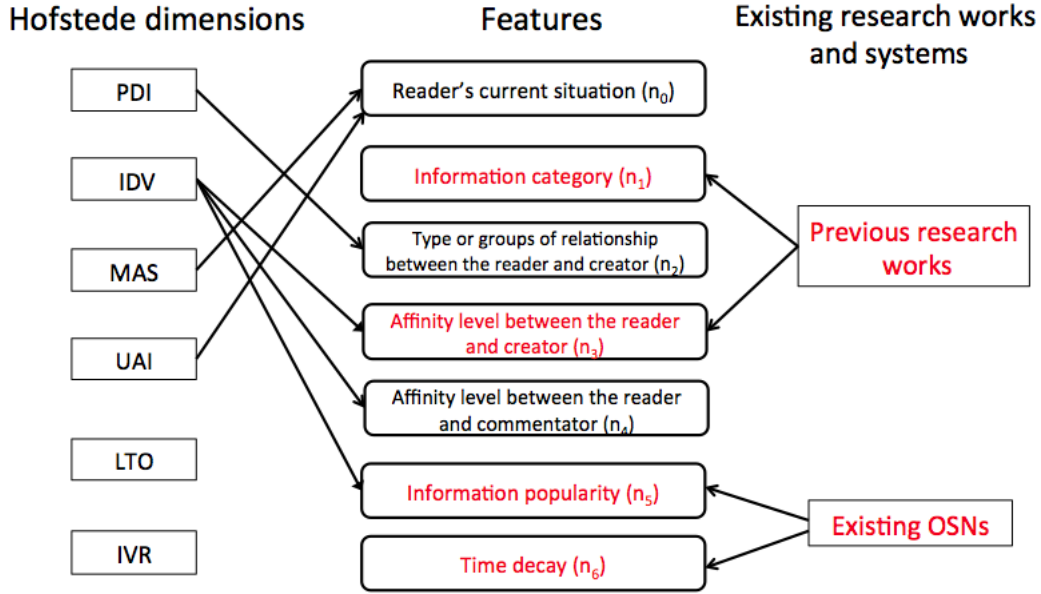 Hofstede dimensions
Features
Existing research works
and systems
PDI
IDV
MAS
UAI
LTO
IVR
Reader's current situation (n₀)
Information category (n₁)
Type or groups of relationship
between the reader and creator (n₂)
Affinity level between the reader
and creator (n₃)
Affinity level between the reader
and commentator (n₄)
Information popularity (n₅)
Time decay (n₆)
Previous research
works
Existing OSNs